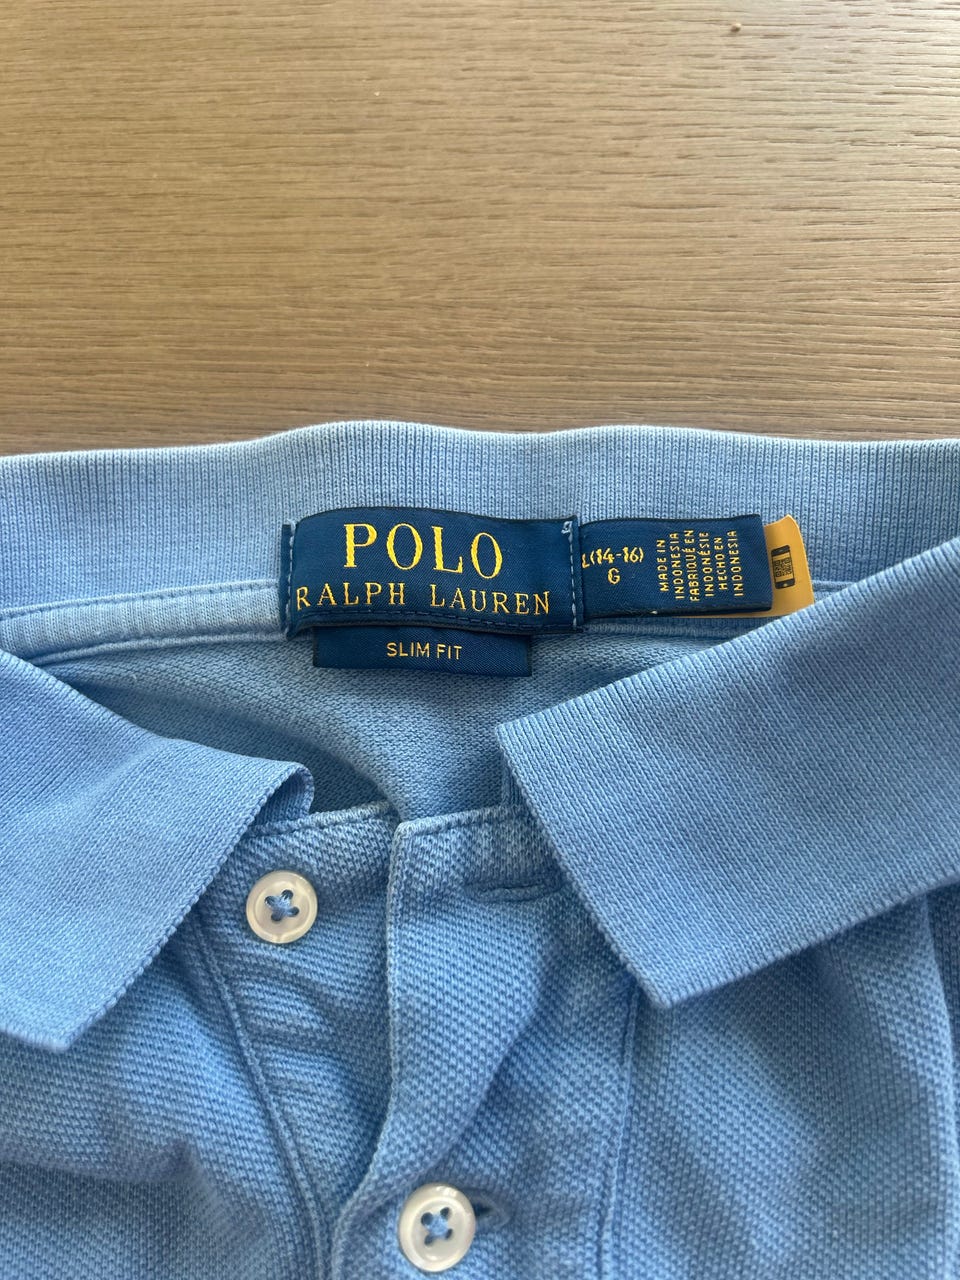 POLO
RALPH LAUREN
SLIM FIT
L(14-16)
G
MADE IN
INDONESIA
FABRIQUÉ EN
INDONÉSIE
HECHO EN
INDONESIA